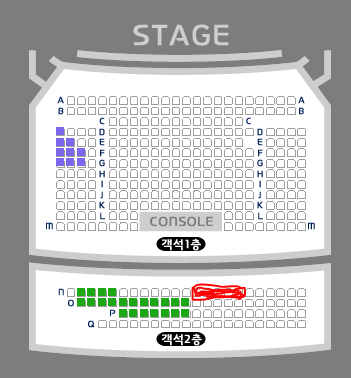 STAGE
A A
B B
C C
D D
E E
F F
G G
H H
I I
J J
K K
L CONSOLE L
m m
객석1층
n
O
P
Q
객석2층